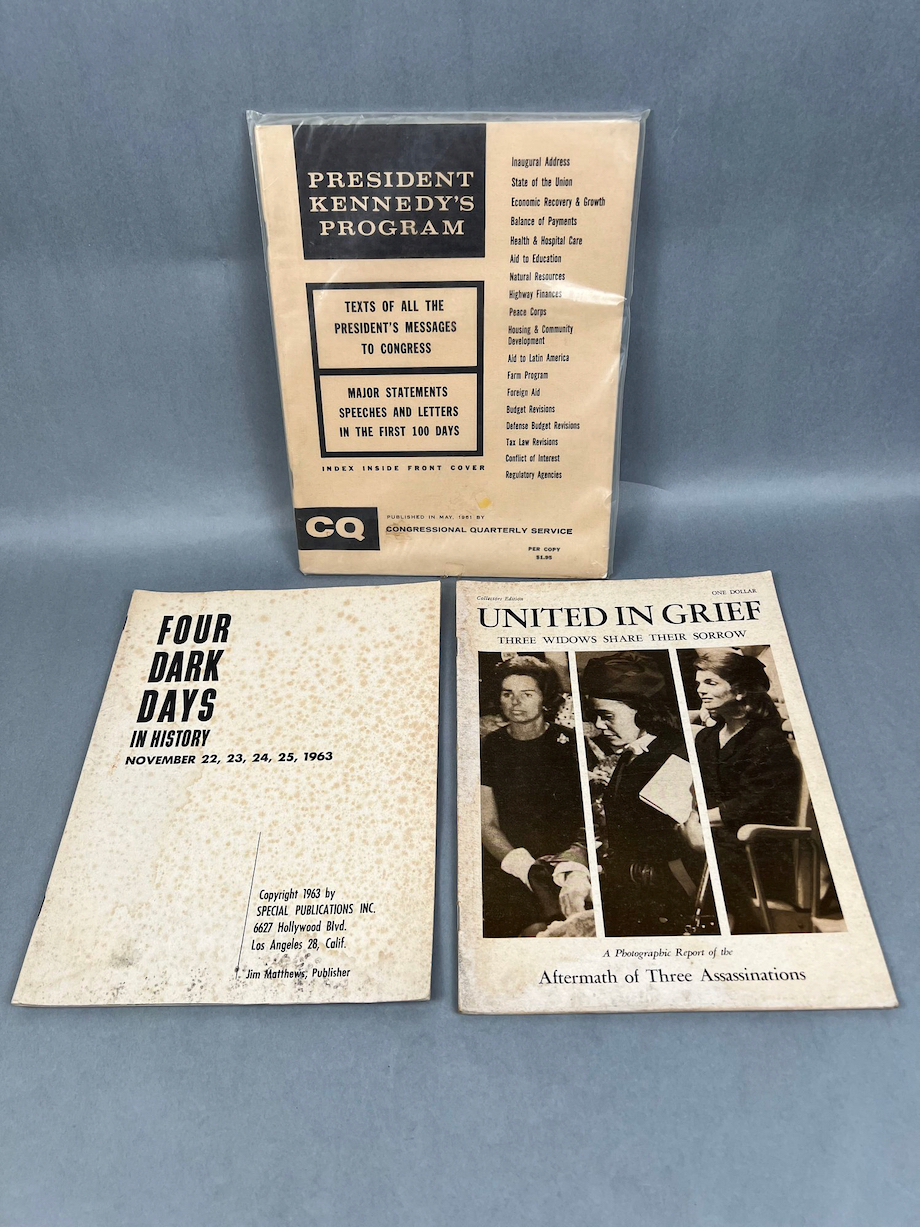 PRESIDENT
KENNEDY'S
PROGRAM
TEXTS OF ALL THE
PRESIDENT'S MESSAGES
TO CONGRESS
MAJOR STATEMENTS
SPEECHES AND LETTERS
IN THE FIRST 100 DAYS
INDEX INSIDE FRONT COVER
Inaugural Address
State of the Union
Economic Recovery & Growth
Balance of Payments
Health & Hospital Care
Aid to Education
Natural Resources
Highway Finances
Peace Corps
Housing & Community
Development
Aid to Latin America
Farm Program
Foreign Aid
Budget Revisions
Defense Budget Revisions
Tax Law Revisions
Conflict of Interest
Regulatory Agencies
CQ
PUBLISHED IN MAY, 1961 BY
CONGRESSIONAL QUARTERLY SERVICE
PER COPY
$1.95
FOUR
DARK
DAYS
IN HISTORY
NOVEMBER 22, 23, 24, 25, 1963
Copyright 1963 by
SPECIAL PUBLICATIONS INC.
6627 Hollywood Blvd.
Los Angeles 28, Calif.
Jim Matthews, Publisher
Collectors Edition
ONE DOLLAR
UNITED IN GRIEF
THREE WIDOWS SHARE THEIR SORROW
A Photographic Report of the
Aftermath of Three Assassinations